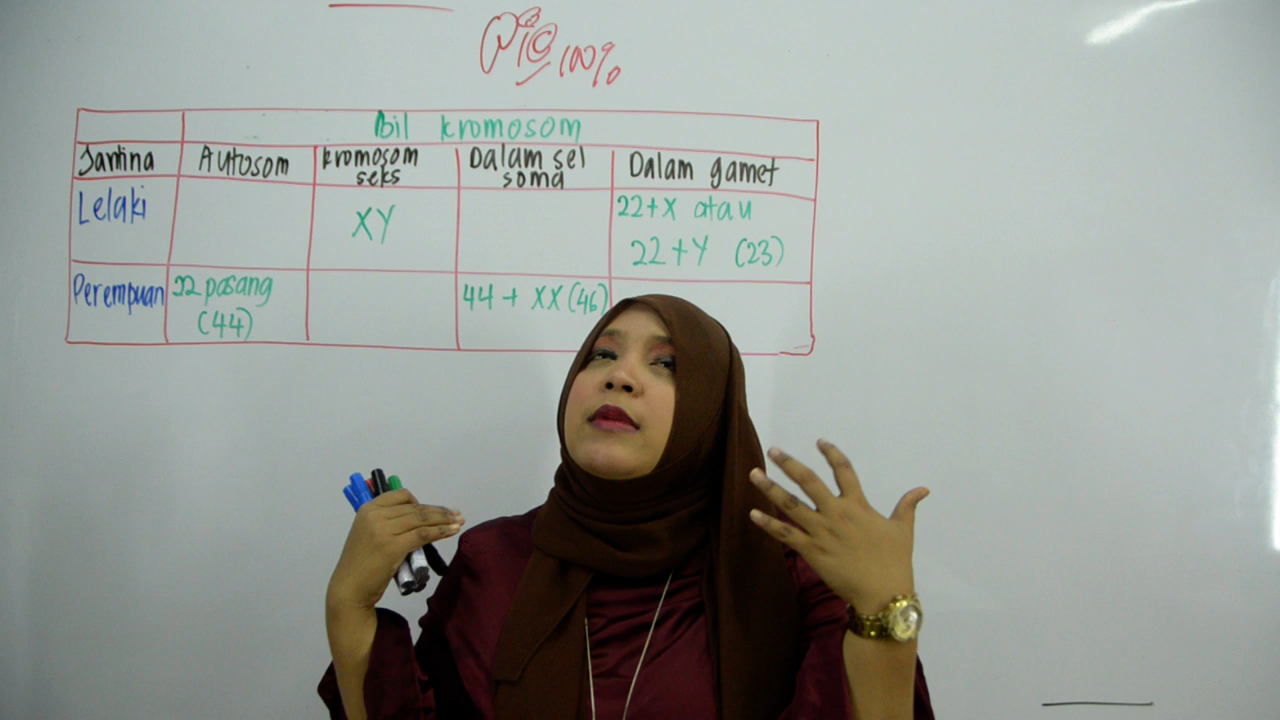 100%
Bil kromosom
Jantina
Autosom
kromosom
seks
Dalam sel
soma
Dalam gamet
Lelaki
XY
22+X atau
22+Y (23)
Perempuan
22 pasang
(44)
44 + XX (46)